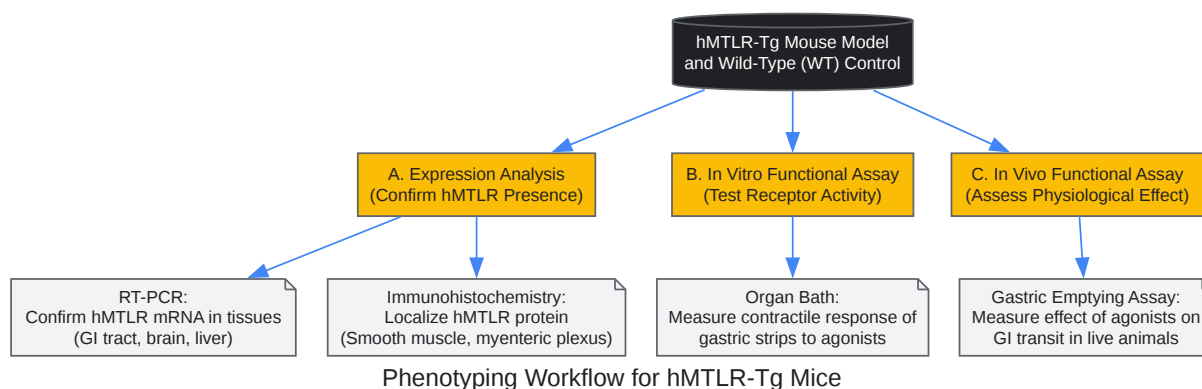 hMTLR-Tg Mouse Model
and Wild-Type (WT) Control
A. Expression Analysis
(Confirm hMTLR Presence)
B. In Vitro Functional Assay
(Test Receptor Activity)
C. In Vivo Functional Assay
(Assess Physiological Effect)
RT-PCR:
Confirm hMTLR mRNA in tissues
(GI tract, brain, liver)
Immunohistochemistry:
Localize hMTLR protein
(Smooth muscle, myenteric plexus)
Organ Bath:
Measure contractile response of
gastric strips to agonists
Gastric Emptying Assay:
Measure effect of agonists on
GI transit in live animals
Phenotyping Workflow for hMTLR-Tg Mice